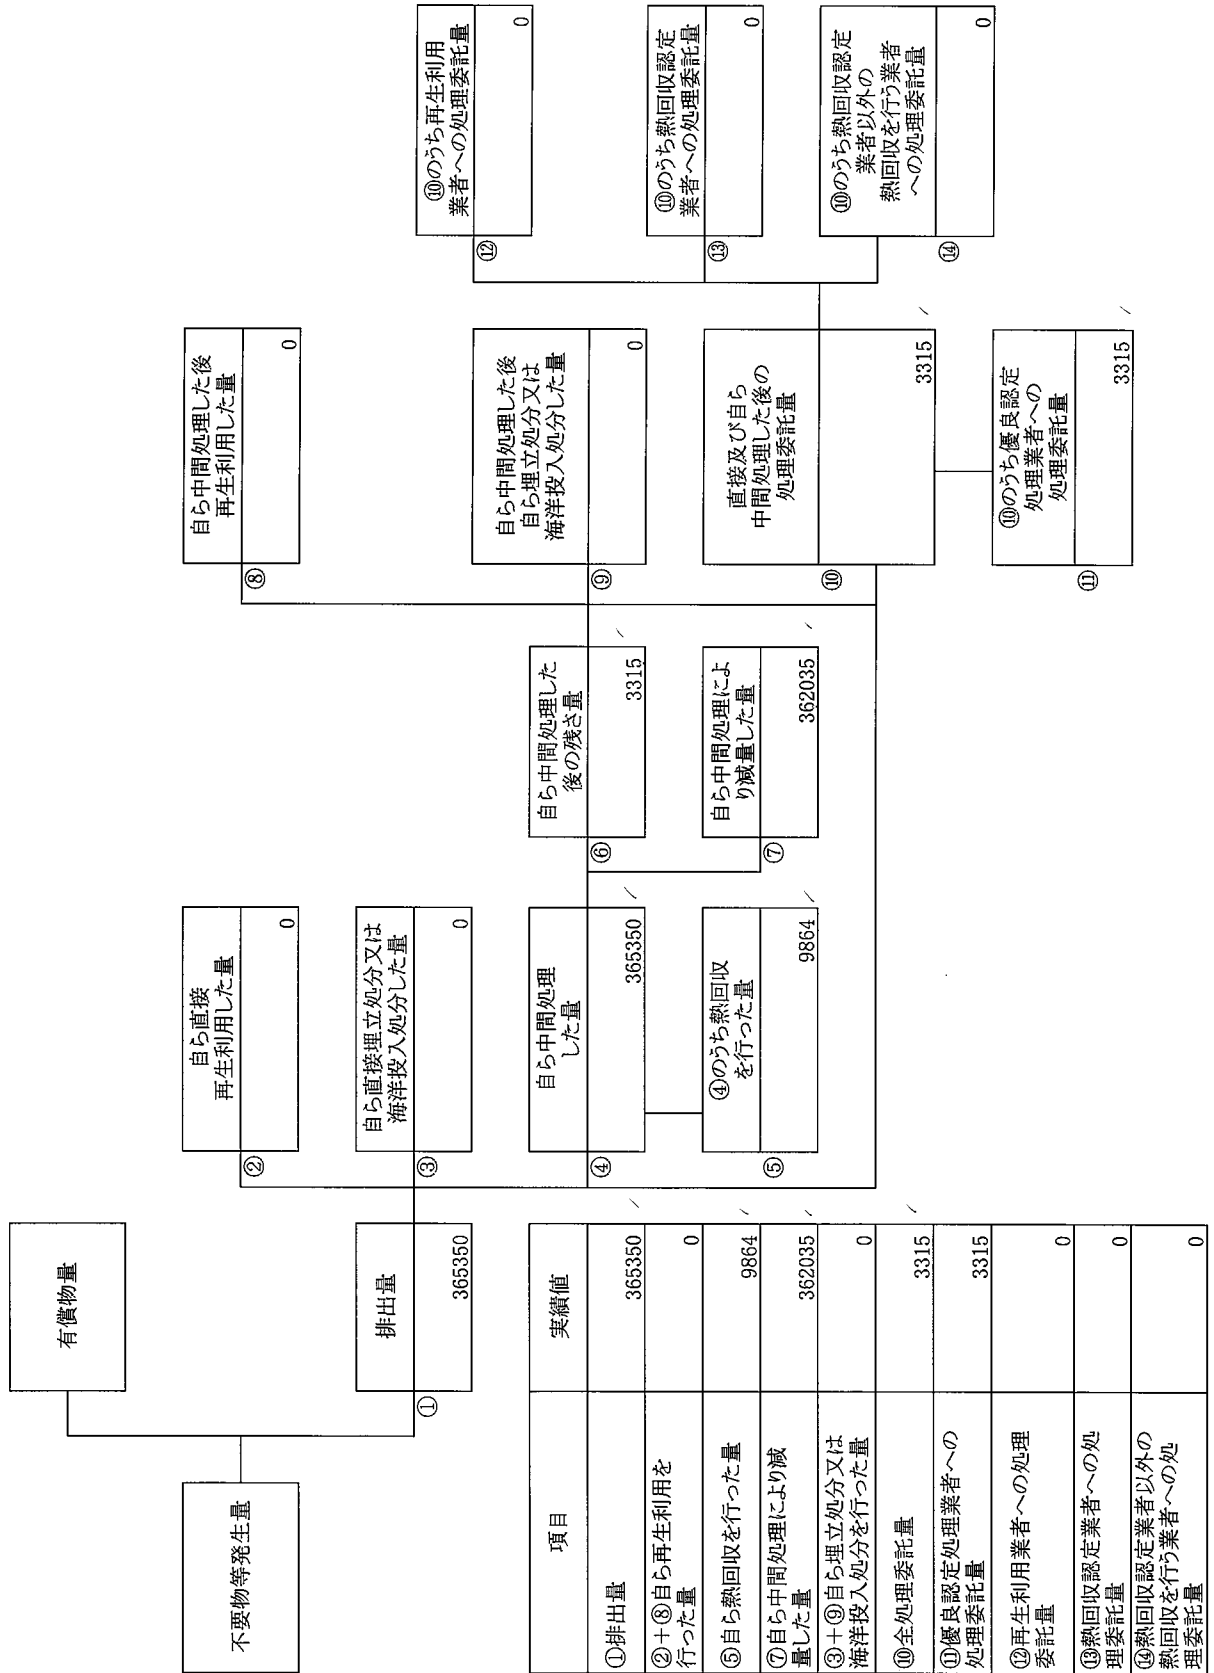 不要物等発生量
有償物量
排出量
①
365350
自ら直接
再生利用した量
②
0
自ら直接埋立処分又は
海洋投入処分した量
③
0
自ら中間処理
した量
④
365350
④のうち熱回収
を行った量
⑤
9864
自ら中間処理した
後の残さ量
⑥
3315
自ら中間処理によ
り減量した量
⑦
362035
自ら中間処理した後
再生利用した量
⑧
0
自ら中間処理した後
自ら埋立処分又は
海洋投入処分した量
⑨
0
直接及び自ら
中間処理した後の
処理委託量
⑩
3315
⑩のうち優良認定
処理業者への
処理委託量
⑪
3315
⑩のうち再生利用
業者への処理委託量
⑫
0
⑩のうち熱回収認定
業者への処理委託量
⑬
0
⑩のうち熱回収認定
業者以外の
熱回収を行う業者
への処理委託量
⑭
0
項目 実績値
①排出量 365350
②+⑧自ら再生利用を
行った量 0
⑤自ら熱回収を行った量 9864
⑦自ら中間処理により減
量した量 362035
③+⑨自ら埋立処分又は
海洋投入処分を行った量 0
⑩全処理委託量 3315
⑪優良認定処理業者への
処理委託量 3315
⑫再生利用業者への処理
委託量 0
⑬熱回収認定業者への処
理委託量 0
⑭熱回収認定業者以外の
熱回収を行う業者への処
理委託量 0